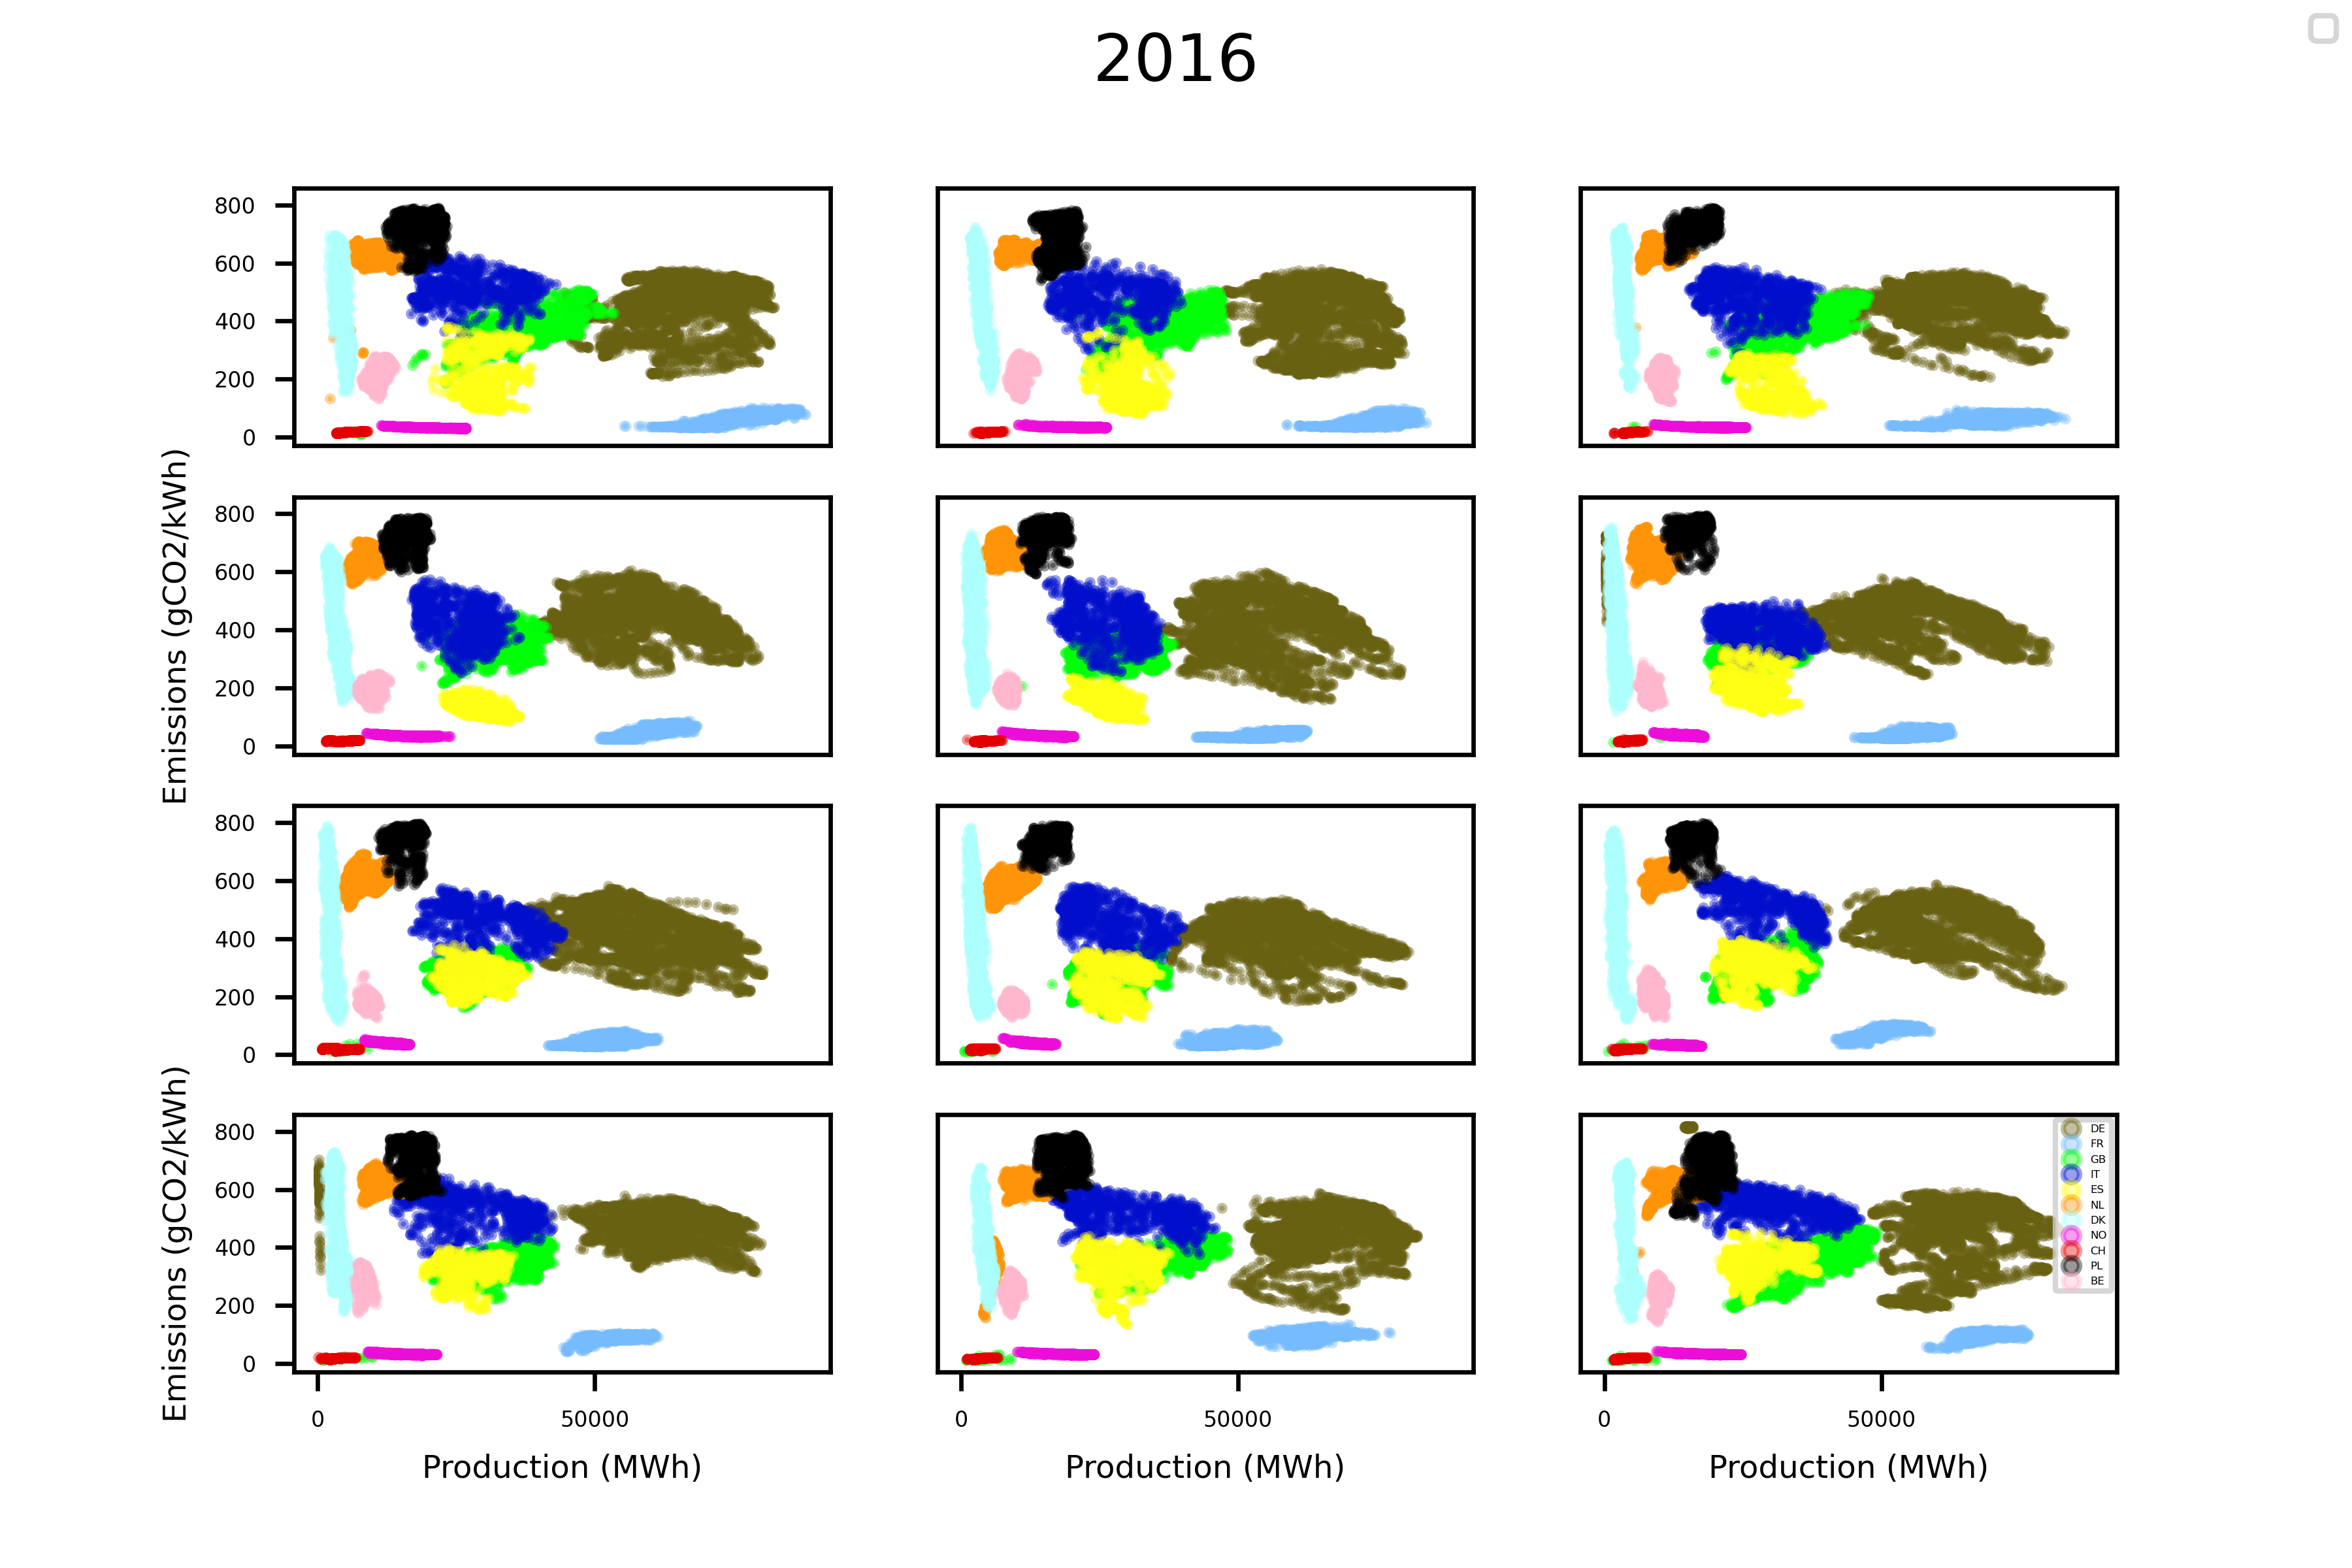 2016
800
600
400
200
0
Emissions (gCO2/kWh)
800
600
400
200
0
800
600
400
200
0
Emissions (gCO2/kWh)
800
600
400
200
0
DE
FR
GB
IT
ES
NL
DK
NO
CH
PL
BE
0 50000 0 50000 0 50000
Production (MWh) Production (MWh) Production (MWh)